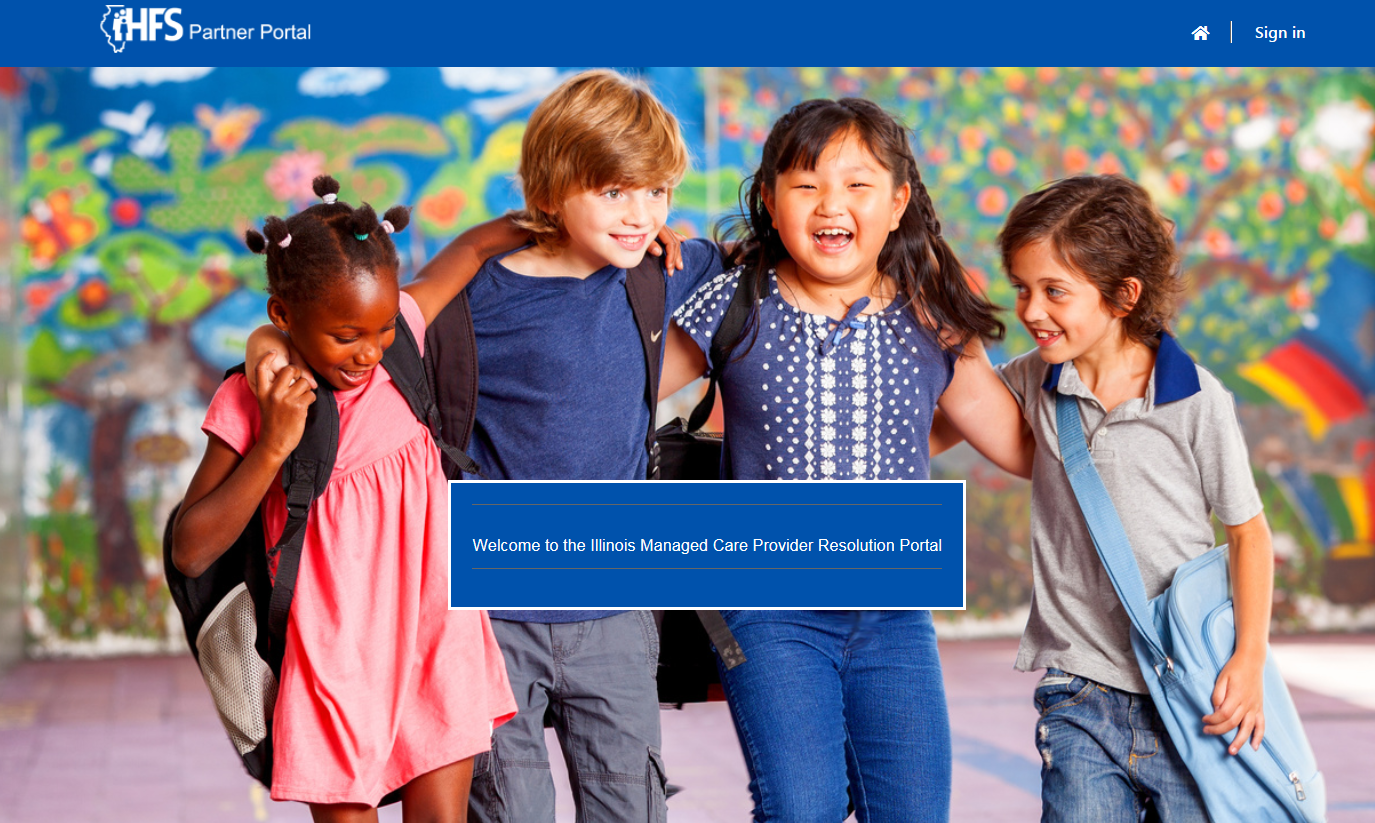 HFS Partner Portal
Sign in
Welcome to the Illinois Managed Care Provider Resolution Portal